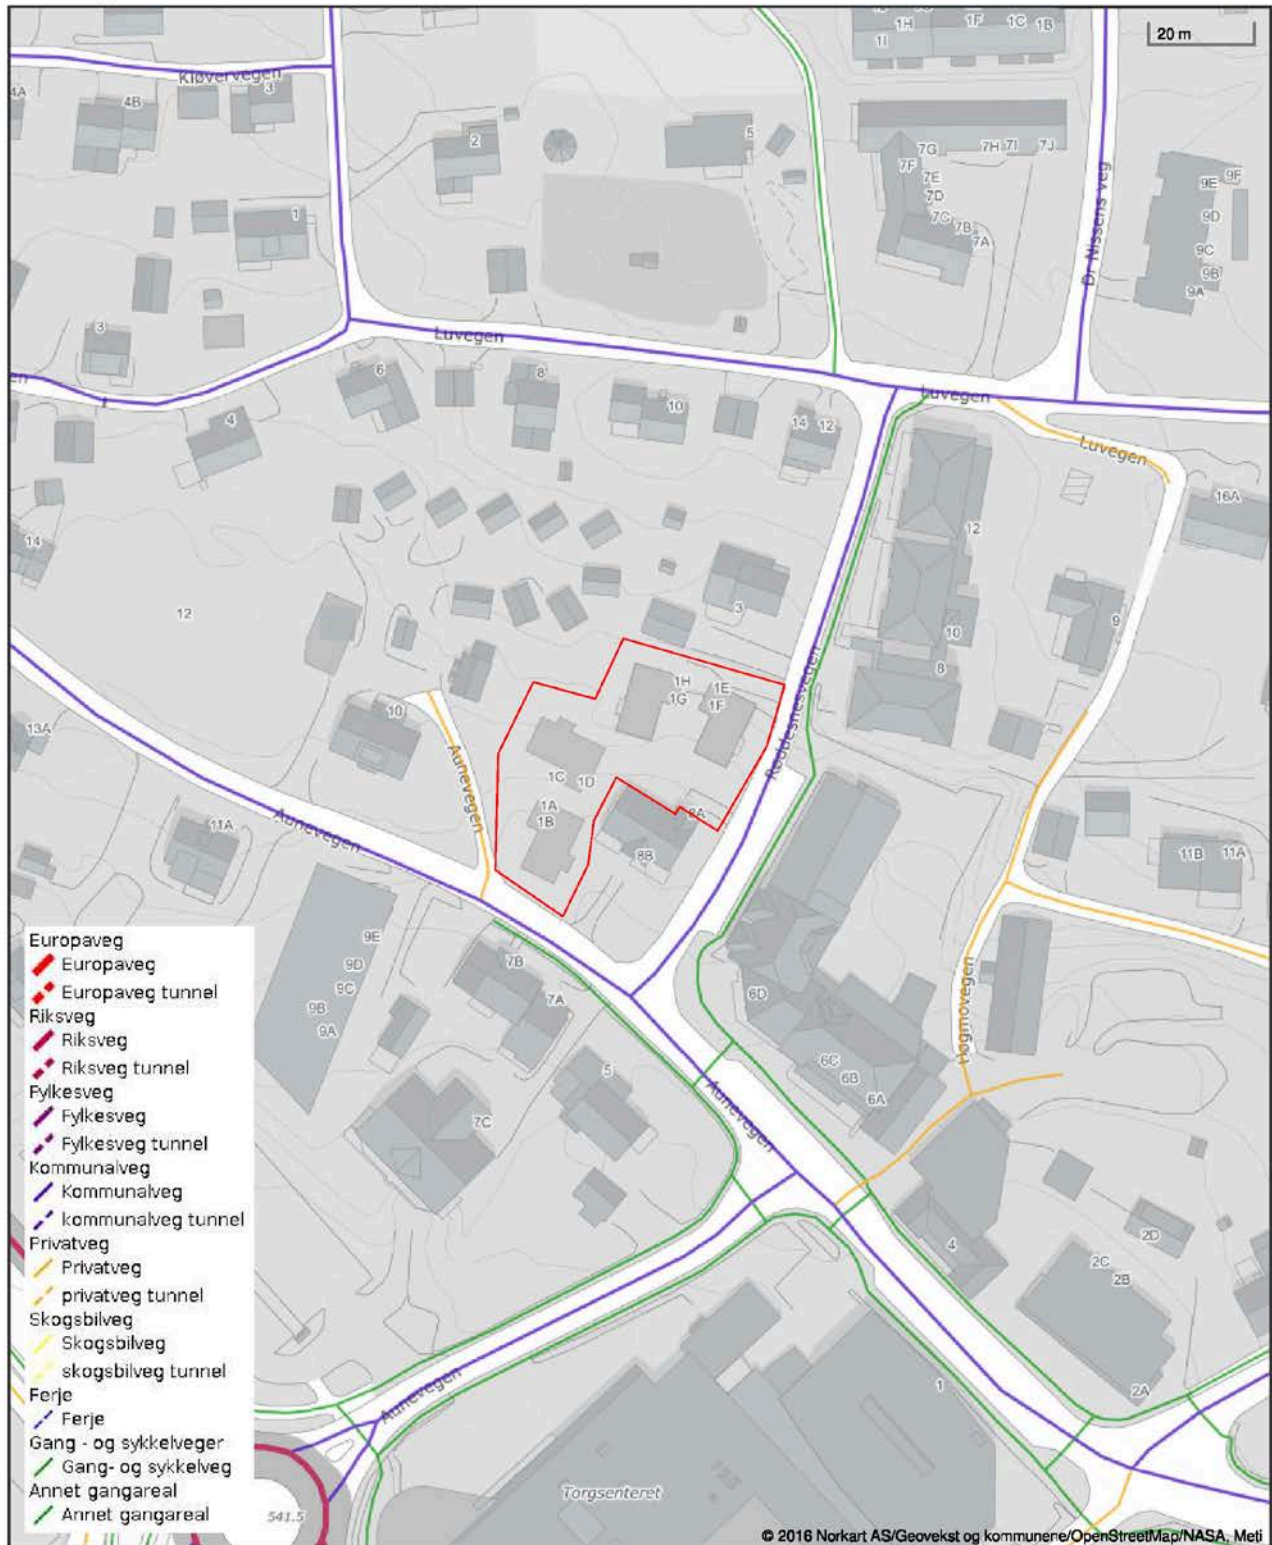 1H
1F
1C
1B
1I
20 m
Kløvervegen
3
4A
4B
2
5
7G
7H
7I
7J
7F
7E
7D
7C
7B
7A
9F
9E
9D
9C
9B
9A
Dr Nissens veg
1
3
Luvegen
en
6
8
10
14
12
Luvegen
Luvegen
4
16A
14
12
12
3
9
10
8
1H
1E
1G
1F
Røddesnesvegen
13A
10
Aunevegen
1C
1D
1A
1B
8A
8B
11A
Aunevegen
11B
11A
9E
9D
9C
9B
9A
7B
7A
6D
Høgmovegen
5
6C
6B
6A
7C
Aunevegen
2D
4
2C
2B
1
2A
Aunevegen
Torgsenteret
541.5
Europaveg
Europaveg
Europaveg tunnel
Riksveg
Riksveg
Riksveg tunnel
Fylkesveg
Fylkesveg
Fylkesveg tunnel
Kommunalveg
Kommunalveg
kommunalveg tunnel
Privatveg
Privatveg
privatveg tunnel
Skogsbilveg
Skogsbilveg
skogsbilveg tunnel
Ferje
Ferje
Gang - og sykkelveger
Gang- og sykkelveg
Annet gangareal
Annet gangareal
© 2016 Norkart AS/Geovekst og kommunene/OpenStreetMap/NASA, Meti